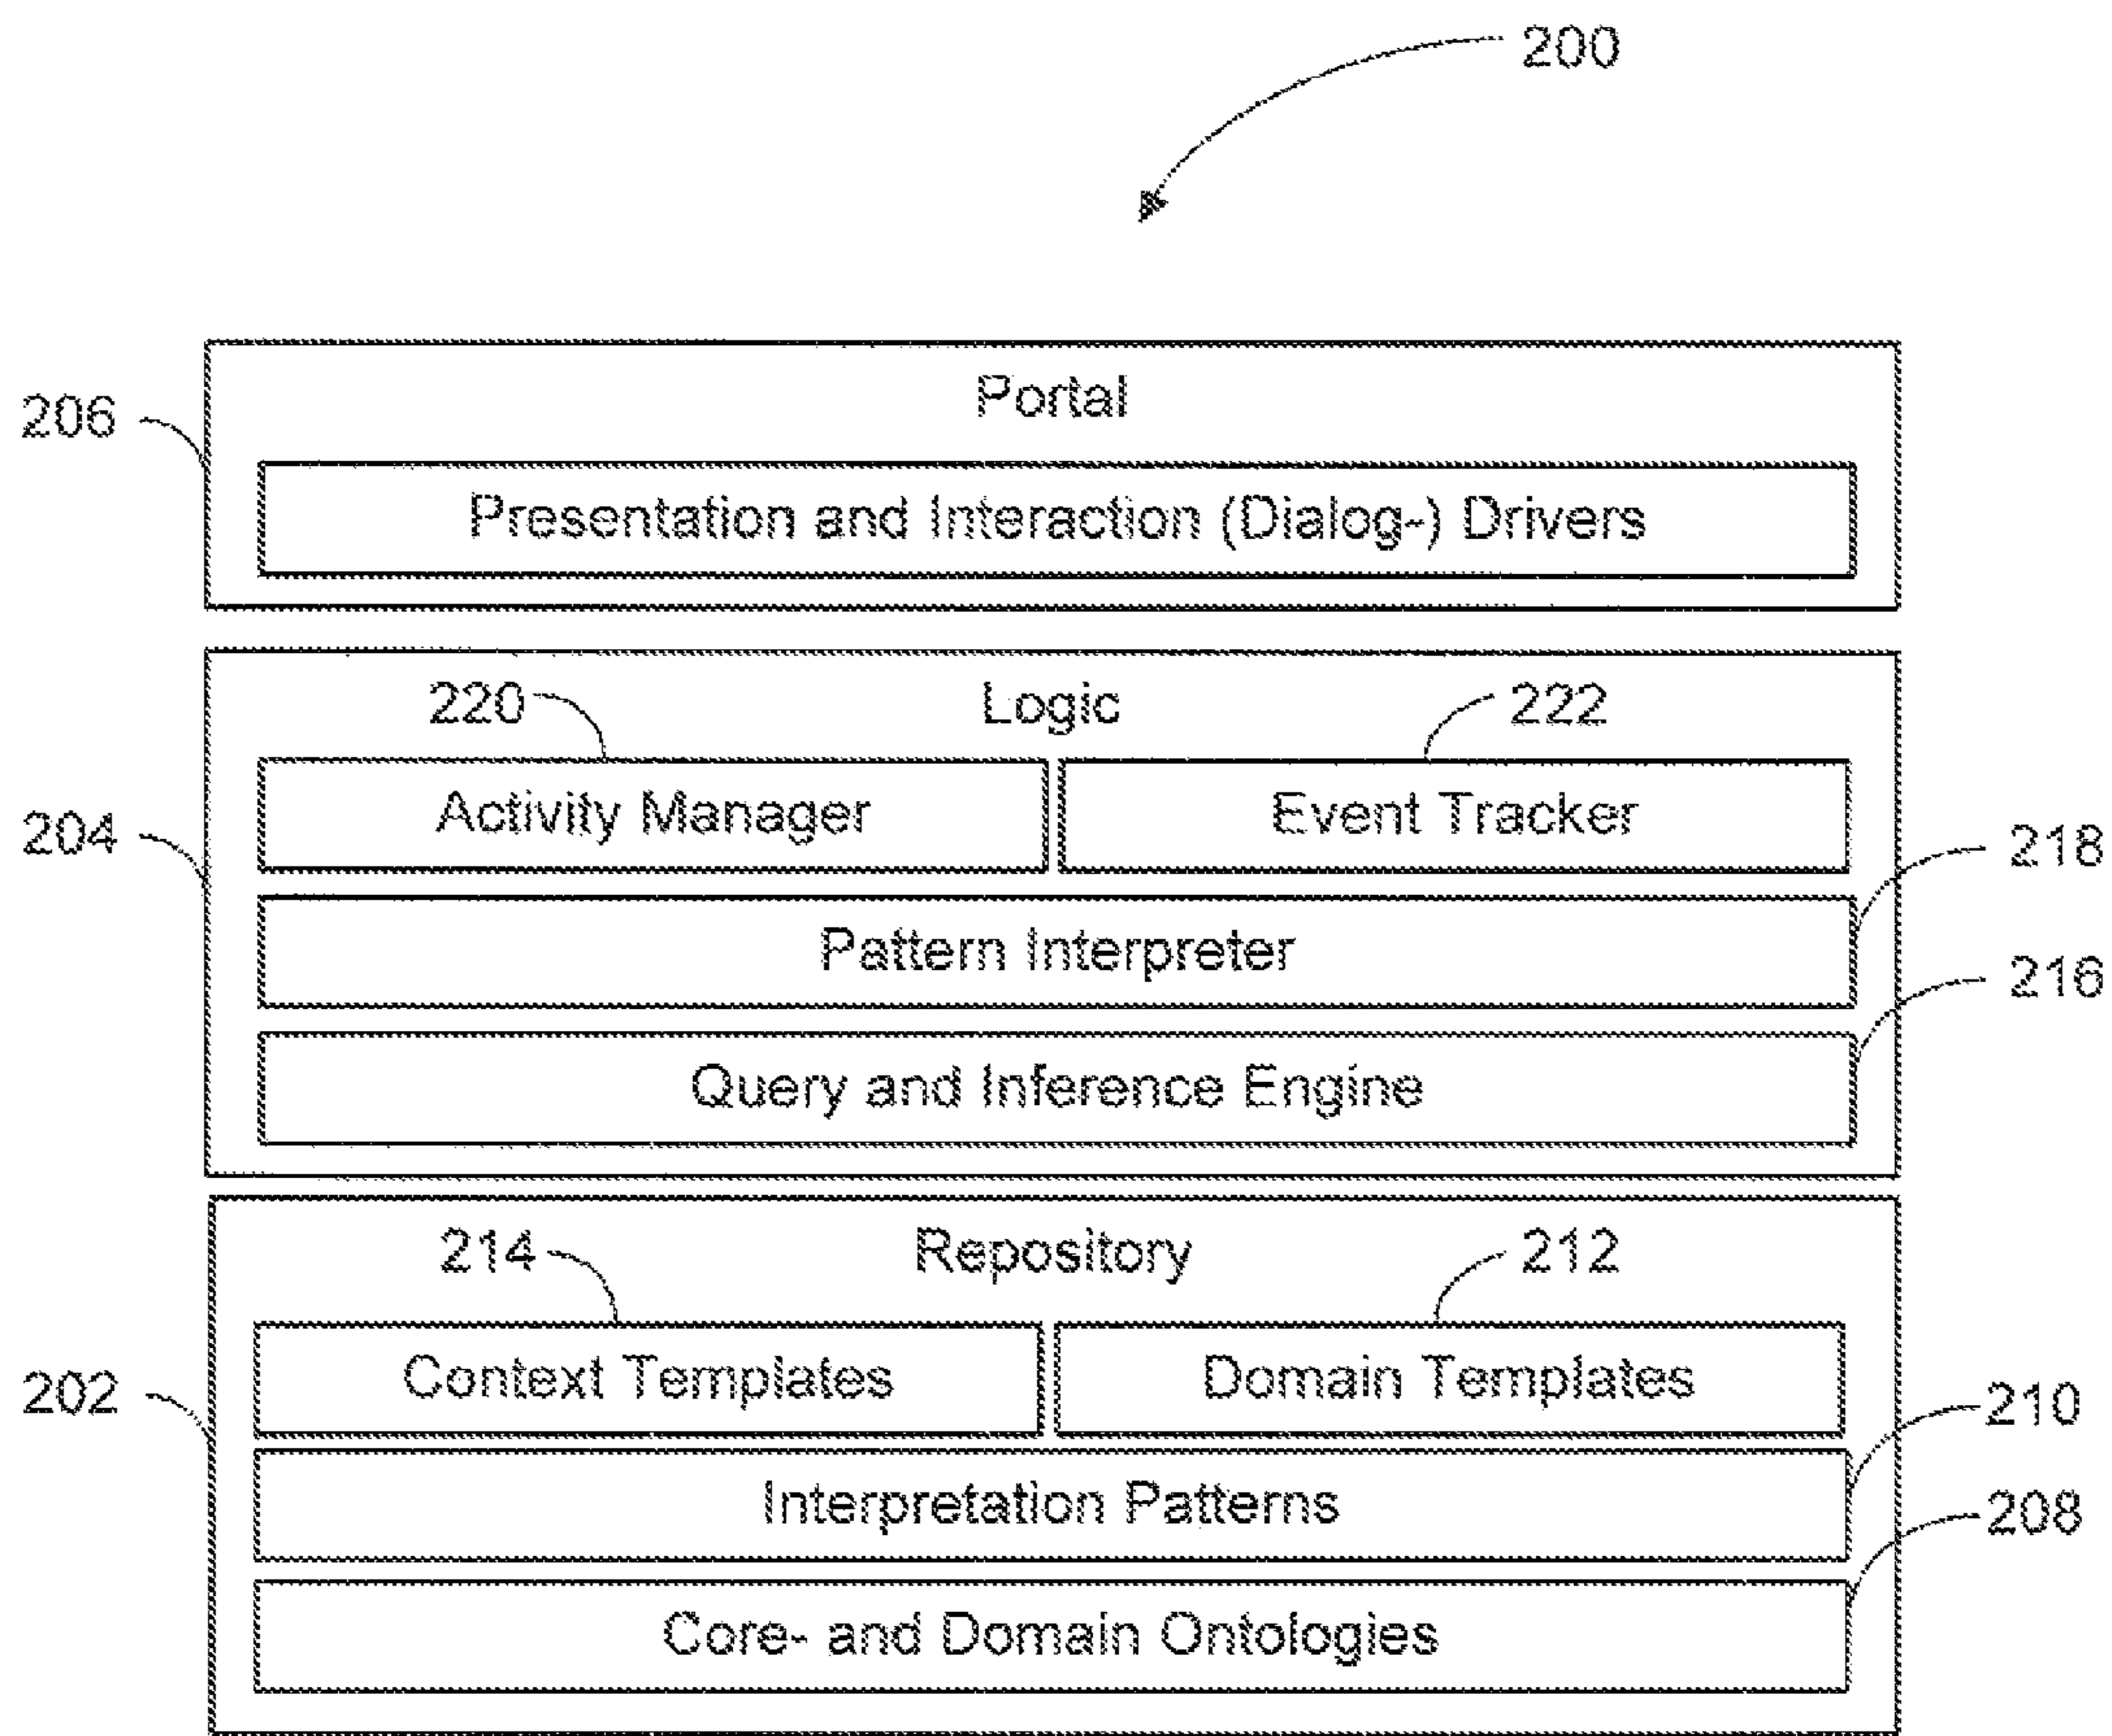 200
Portal
206
Presentation and Interaction (Dialog-) Drivers
Logic
220
222
Activity Manager
Event Tracker
204
218
Pattern Interpreter
216
Query and Inference Engine
Repository
214
212
Context Templates
Domain Templates
202
210
Interpretation Patterns
208
Core- and Domain Ontologies